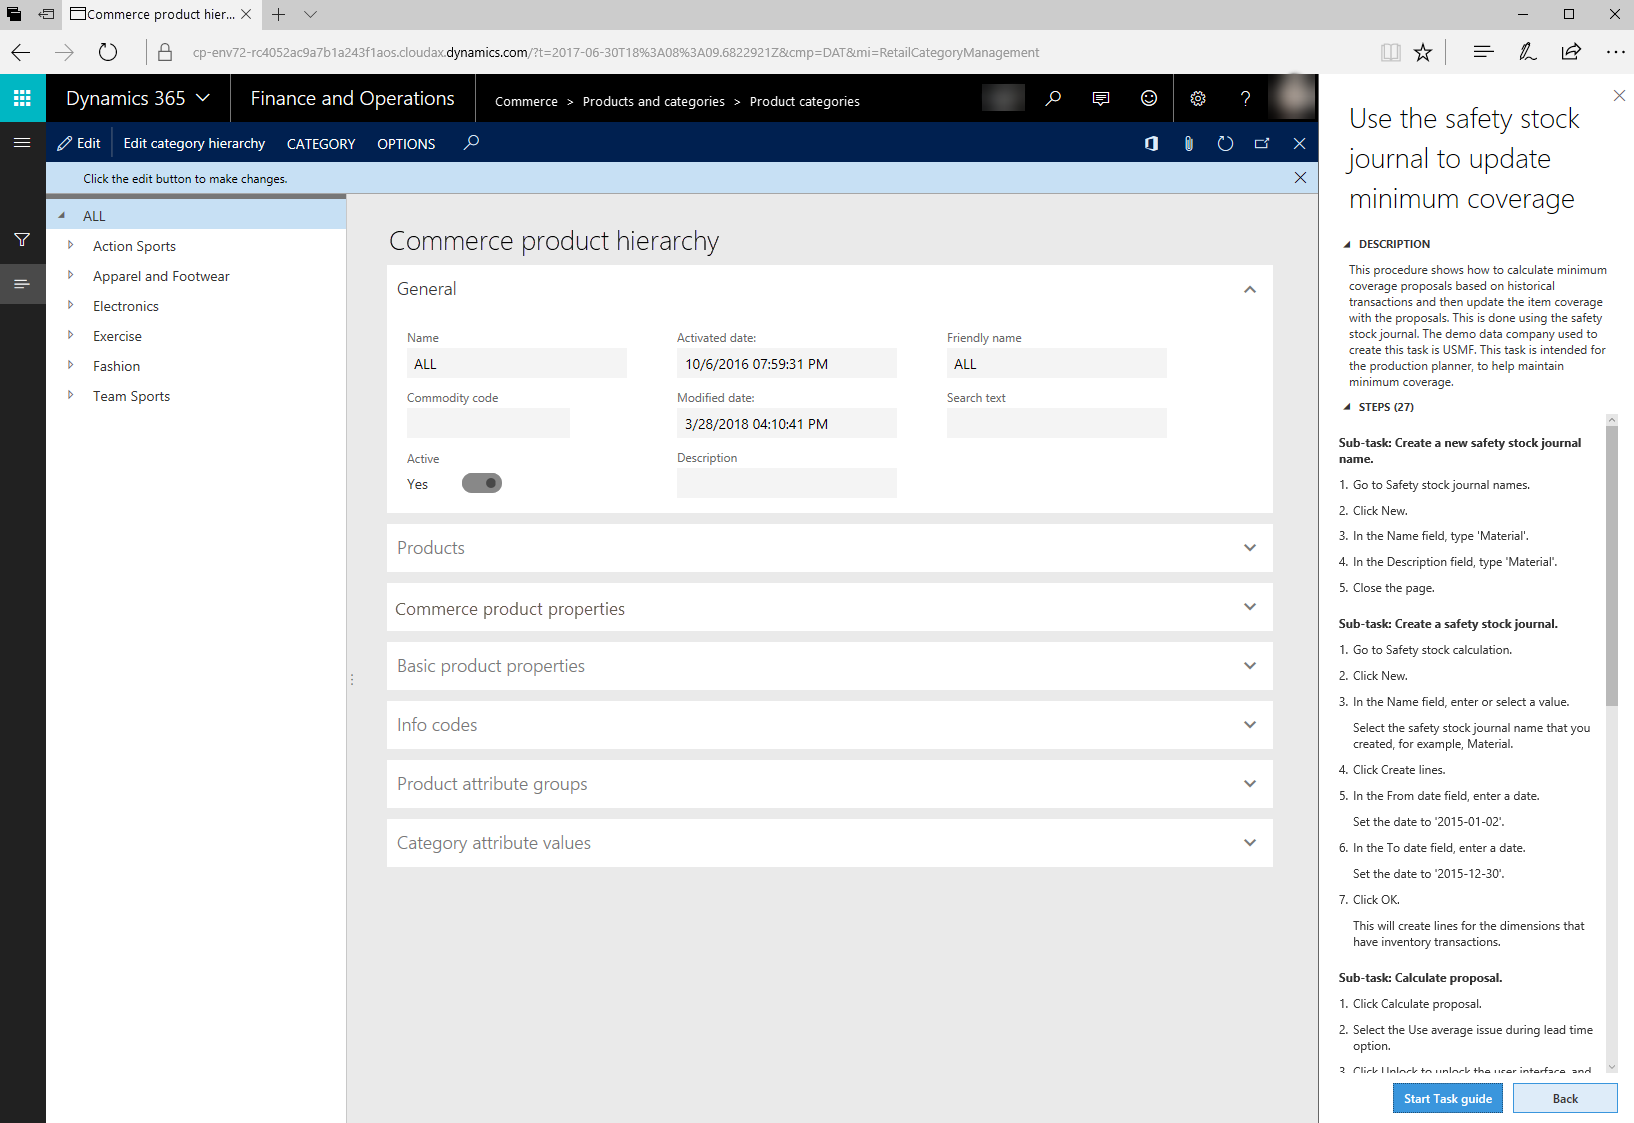 Commerce product hier...
cp-env72-rc4052ac9a7b1a243f1aos.cloudax.dynamics.com/?t=2017-06-30T18%3A08%3A09.6822921Z&cmp=DAT&mi=RetailCategoryManagement
Dynamics 365
Finance and Operations
Commerce > Products and categories > Product categories
?
Edit
Edit category hierarchy
CATEGORY
OPTIONS
Click the edit button to make changes.
ALL
Action Sports
Apparel and Footwear
Electronics
Exercise
Fashion
Team Sports
Commerce product hierarchy
General
Name
ALL
Commodity code
Active
Yes
Activated date:
10/6/2016 07:59:31 PM
Modified date:
3/28/2018 04:10:41 PM
Description
Friendly name
ALL
Search text
Products
Commerce product properties
Basic product properties
Info codes
Product attribute groups
Category attribute values
Use the safety stock
journal to update
minimum coverage
DESCRIPTION
This procedure shows how to calculate minimum
coverage proposals based on historical
transactions and then update the item coverage
with the proposals. This is done using the safety
stock journal. The demo data company used to
create this task is USMF. This task is intended for
the production planner, to help maintain
minimum coverage.
STEPS (27)
Sub-task: Create a new safety stock journal
name.
1. Go to Safety stock journal names.
2. Click New.
3. In the Name field, type 'Material'.
4. In the Description field, type 'Material'.
5. Close the page.
Sub-task: Create a safety stock journal.
1. Go to Safety stock calculation.
2. Click New.
3. In the Name field, enter or select a value.
Select the safety stock journal name that you
created, for example, Material.
4. Click Create lines.
5. In the From date field, enter a date.
Set the date to '2015-01-02'.
6. In the To date field, enter a date.
Set the date to '2015-12-30'.
7. Click OK.
This will create lines for the dimensions that
have inventory transactions.
Sub-task: Calculate proposal.
1. Click Calculate proposal.
2. Select the Use average issue during lead time
option.
3. Click Unlock to unlock the user interface, and
Start Task guide
Back